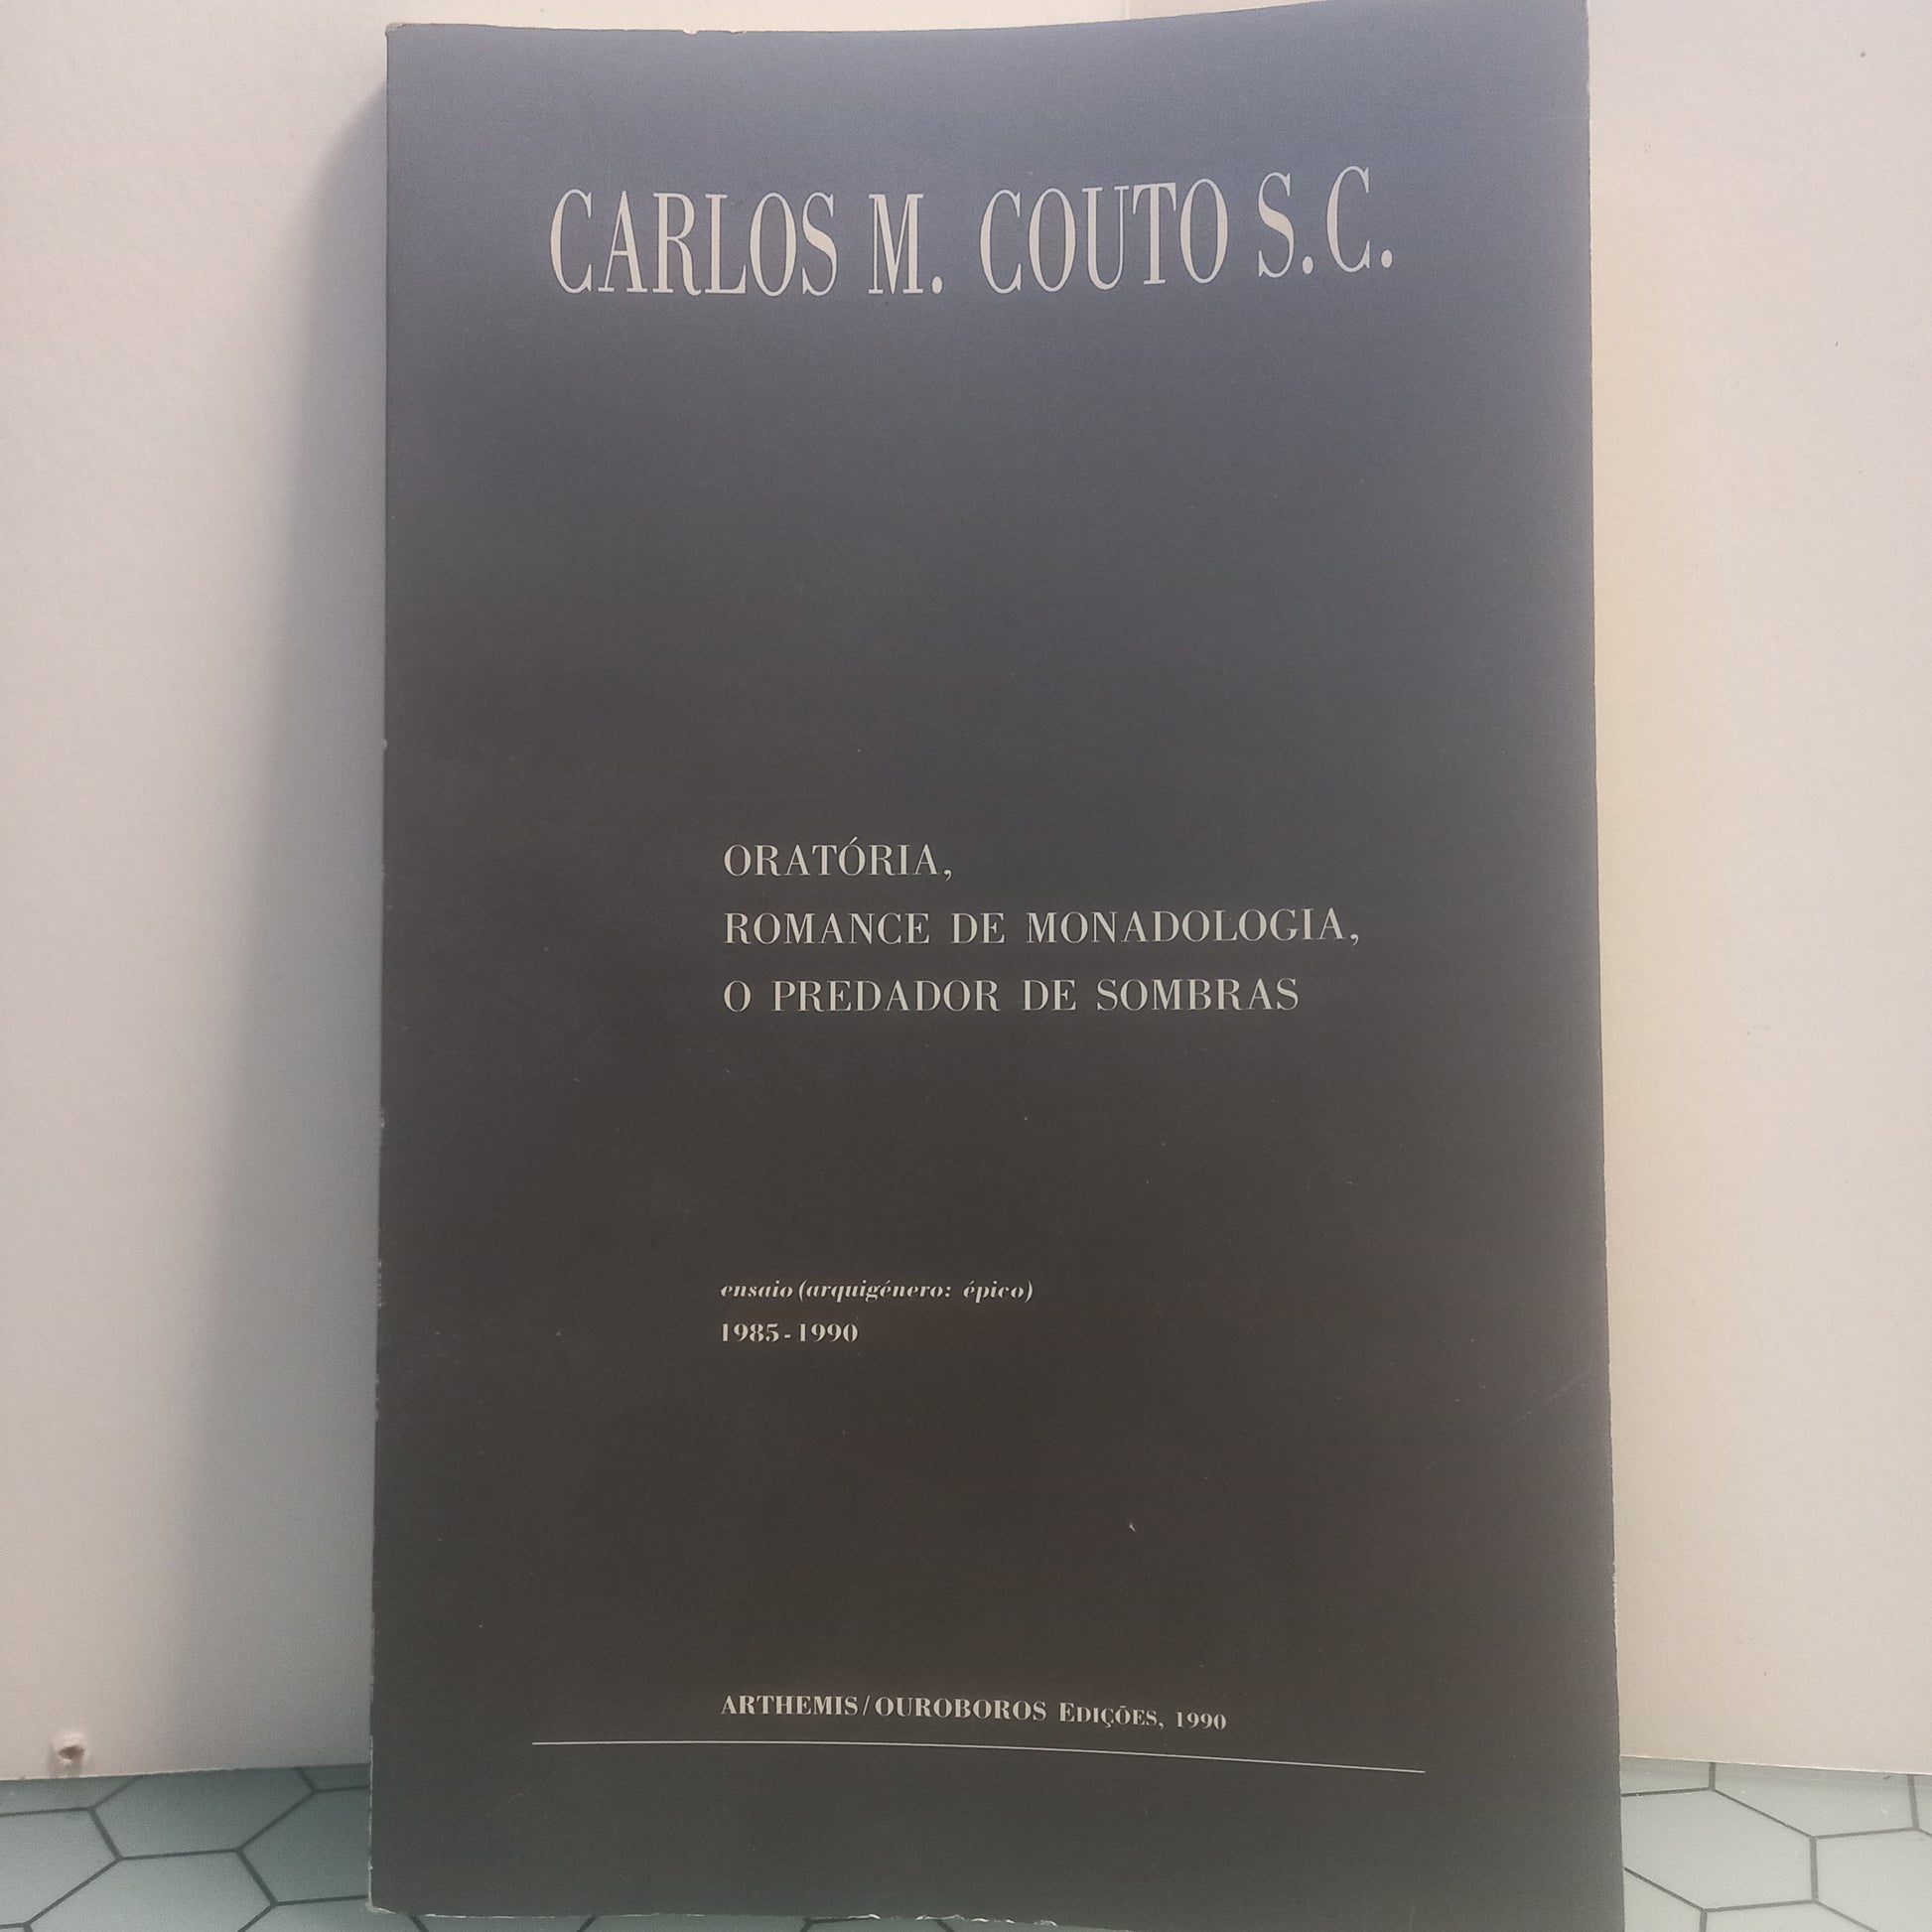 CARLOS M. COUTO S.C.
ORATÓRIA,
ROMANCE DE MONADOLOGIA,
O PREDADOR DE SOMBRAS
ensaio (arquigénero: épico)
1985-1990
ARTHEMIS/OUROBOROS EDIÇÕES, 1990